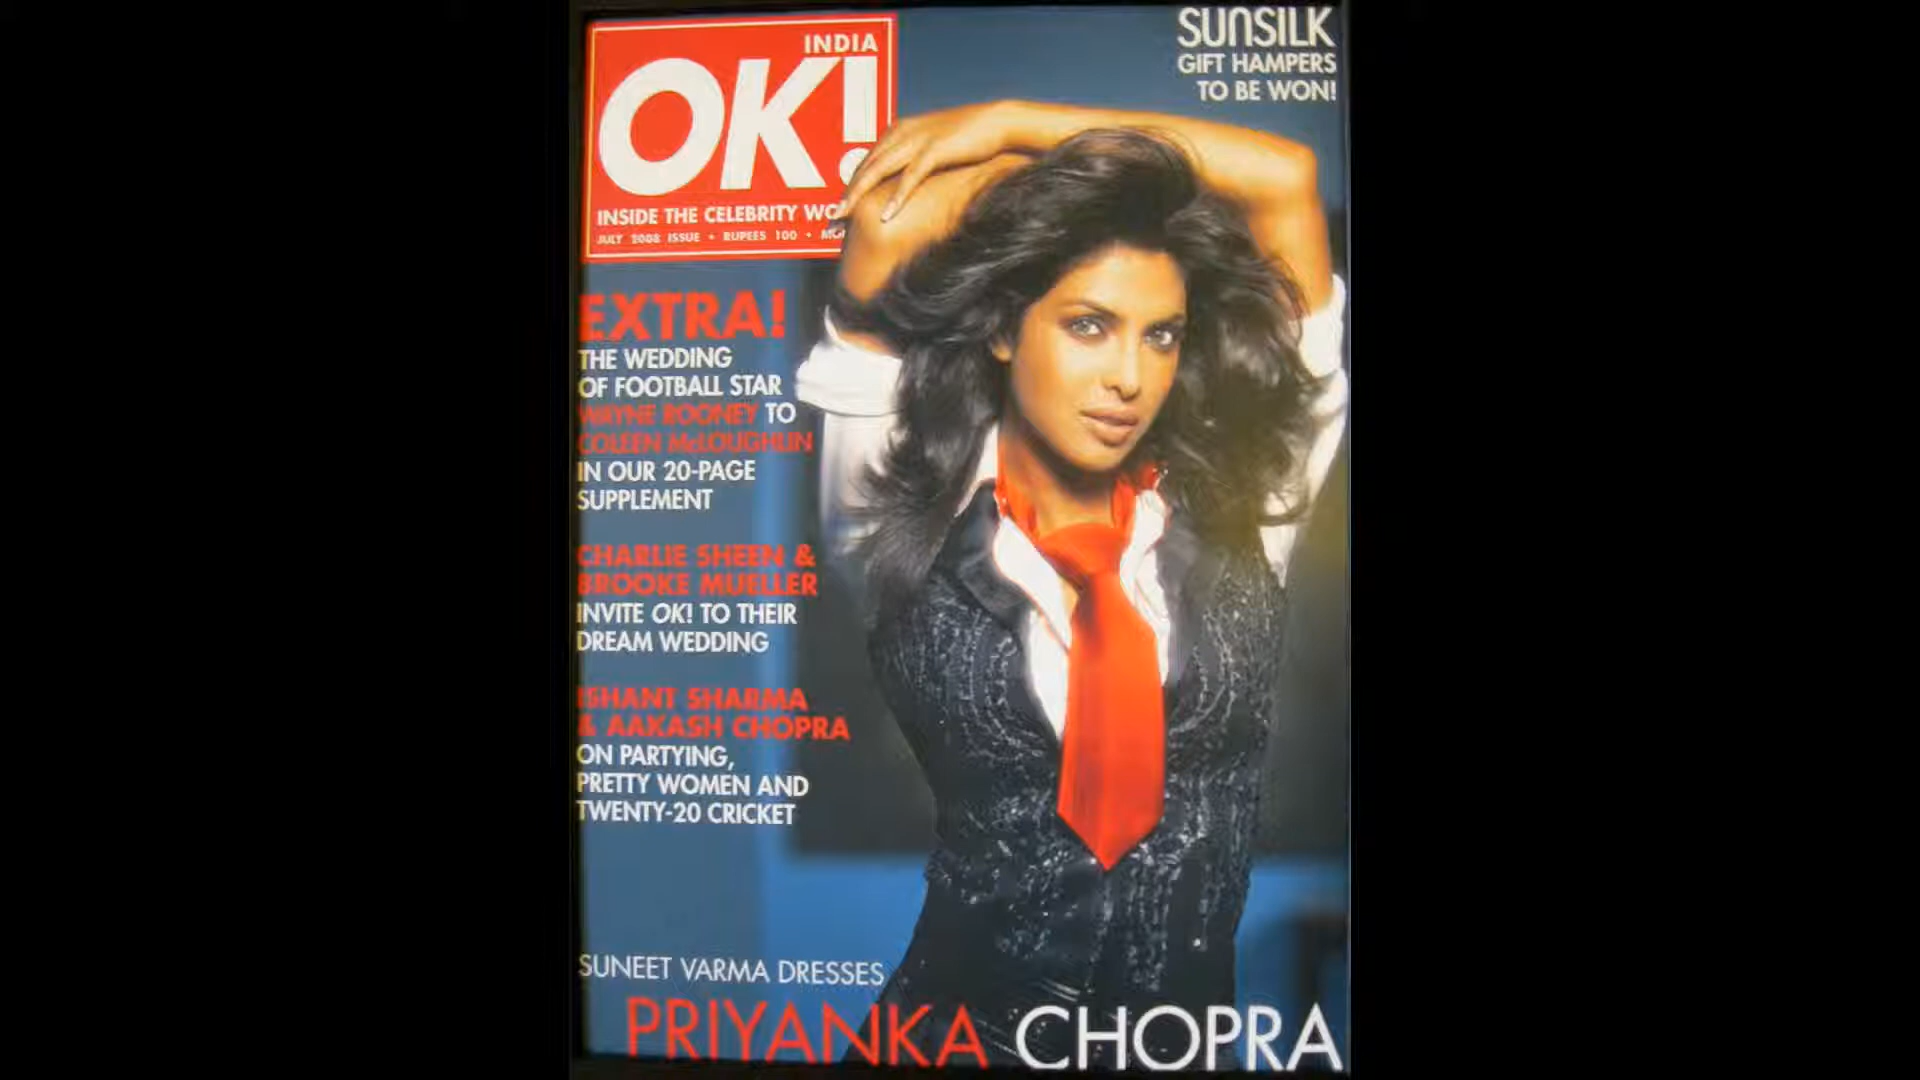 INDIA
OK!
INSIDE THE CELEBRITY
JULY 2008 ISSUE • RUPEES 100 •
SUNSILK
GIFT HAMPERS
TO BE WON!
EXTRA!
THE WEDDING
OF FOOTBALL STAR
WAYNE ROONEY TO
COLEEN McLOUGHLIN
IN OUR 20-PAGE
SUPPLEMENT
CHARLIE SHEEN &
BROOKE MUELLER
INVITE OK! TO THEIR
DREAM WEDDING
ISHANT SHARMA
& AAKASH CHOPRA
ON PARTYING,
PRETTY WOMEN AND
TWENTY-20 CRICKET
SUNEET VARMA DRESSES
PRIYANKA CHOPRA